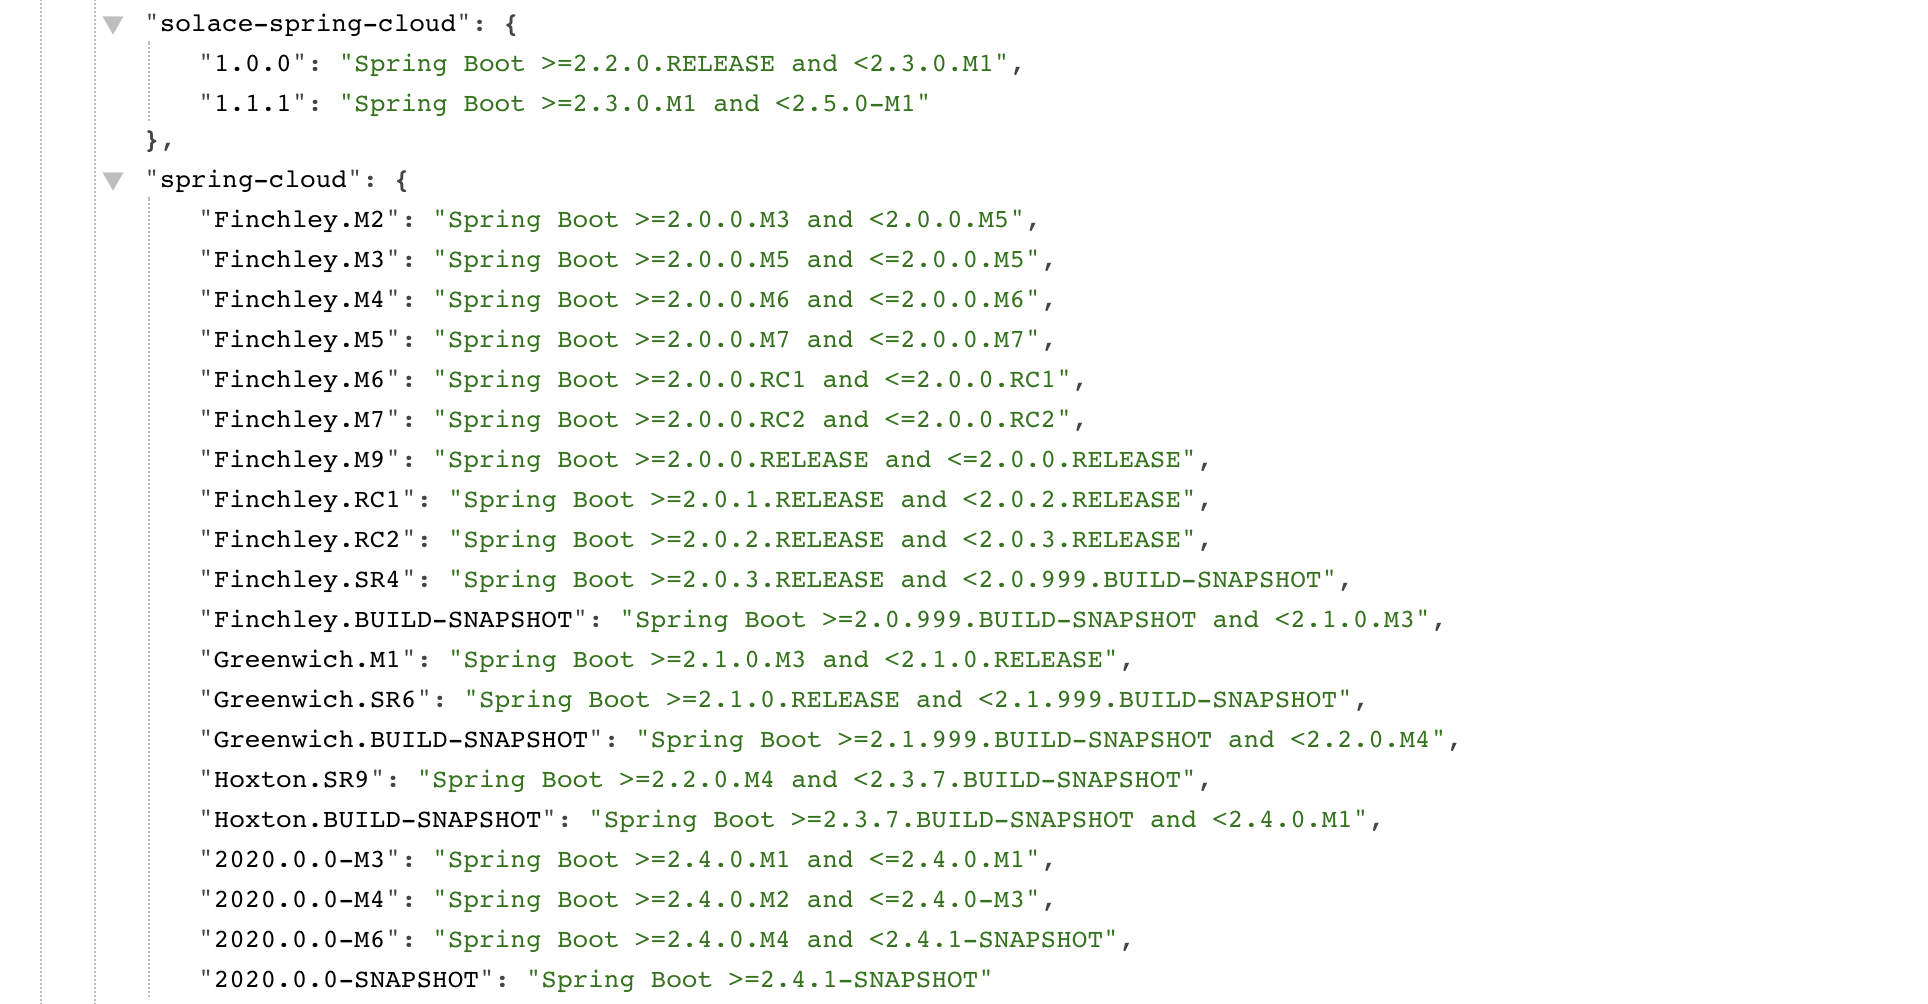 "solace-spring-cloud": {
"1.0.0": "Spring Boot >=2.2.0.RELEASE and <2.3.0.M1",
"1.1.1": "Spring Boot >=2.3.0.M1 and <2.5.0-M1"
},
"spring-cloud": {
"Finchley.M2": "Spring Boot >=2.0.0.M3 and <2.0.0.M5",
"Finchley.M3": "Spring Boot >=2.0.0.M5 and <=2.0.0.M5",
"Finchley.M4": "Spring Boot >=2.0.0.M6 and <=2.0.0.M6",
"Finchley.M5": "Spring Boot >=2.0.0.M7 and <=2.0.0.M7",
"Finchley.M6": "Spring Boot >=2.0.0.RC1 and <=2.0.0.RC1",
"Finchley.M7": "Spring Boot >=2.0.0.RC2 and <=2.0.0.RC2",
"Finchley.M9": "Spring Boot >=2.0.0.RELEASE and <=2.0.0.RELEASE",
"Finchley.RC1": "Spring Boot >=2.0.1.RELEASE and <2.0.2.RELEASE",
"Finchley.RC2": "Spring Boot >=2.0.2.RELEASE and <2.0.3.RELEASE",
"Finchley.SR4": "Spring Boot >=2.0.3.RELEASE and <2.0.999.BUILD-SNAPSHOT",
"Finchley.BUILD-SNAPSHOT": "Spring Boot >=2.0.999.BUILD-SNAPSHOT and <2.1.0.M3",
"Greenwich.M1": "Spring Boot >=2.1.0.M3 and <2.1.0.RELEASE",
"Greenwich.SR6": "Spring Boot >=2.1.0.RELEASE and <2.1.999.BUILD-SNAPSHOT",
"Greenwich.BUILD-SNAPSHOT": "Spring Boot >=2.1.999.BUILD-SNAPSHOT and <2.2.0.M4",
"Hoxton.SR9": "Spring Boot >=2.2.0.M4 and <2.3.7.BUILD-SNAPSHOT",
"Hoxton.BUILD-SNAPSHOT": "Spring Boot >=2.3.7.BUILD-SNAPSHOT and <2.4.0.M1",
"2020.0.0-M3": "Spring Boot >=2.4.0.M1 and <=2.4.0.M1",
"2020.0.0-M4": "Spring Boot >=2.4.0.M2 and <=2.4.0-M3",
"2020.0.0-M6": "Spring Boot >=2.4.0.M4 and <2.4.1-SNAPSHOT",
"2020.0.0-SNAPSHOT": "Spring Boot >=2.4.1-SNAPSHOT"